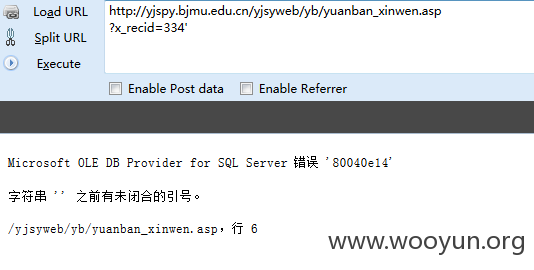 Load URL
http://yjspy.bjmu.edu.cn/yjsyweb/yb/yuanban_xinwen.asp
Split URL
?x_recid=334'
Execute
Enable Post data
Enable Referrer
Microsoft OLE DB Provider for SQL Server 错误 '80040e14'
字符串 '' 之前有未闭合的引号。
/yjsyweb/yb/yuanban_xinwen.asp，行 6
www.wooyun.org